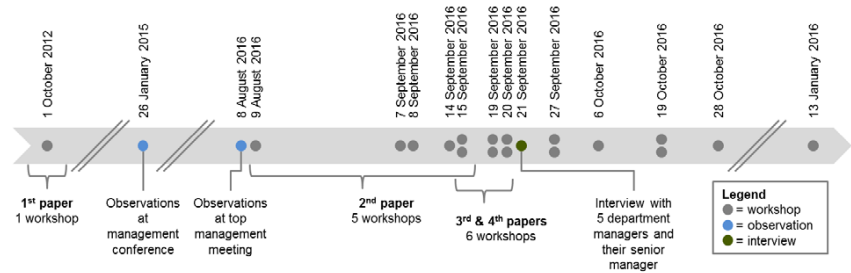 1 October 2012
26 January 2015
8 August 2016
9 August 2016
7 September 2016
8 September 2016
14 September 2016
15 September 2016
19 September 2016
20 September 2016
21 September 2016
27 September 2016
6 October 2016
19 October 2016
28 October 2016
13 January 2016
1st paper
1 workshop
Observations
at
management
conference
Observations
at top
management
meeting
2nd paper
5 workshops
3rd & 4th papers
6 workshops
Interview with
5 department
managers and
their senior
manager
Legend
= workshop
= observation
= interview